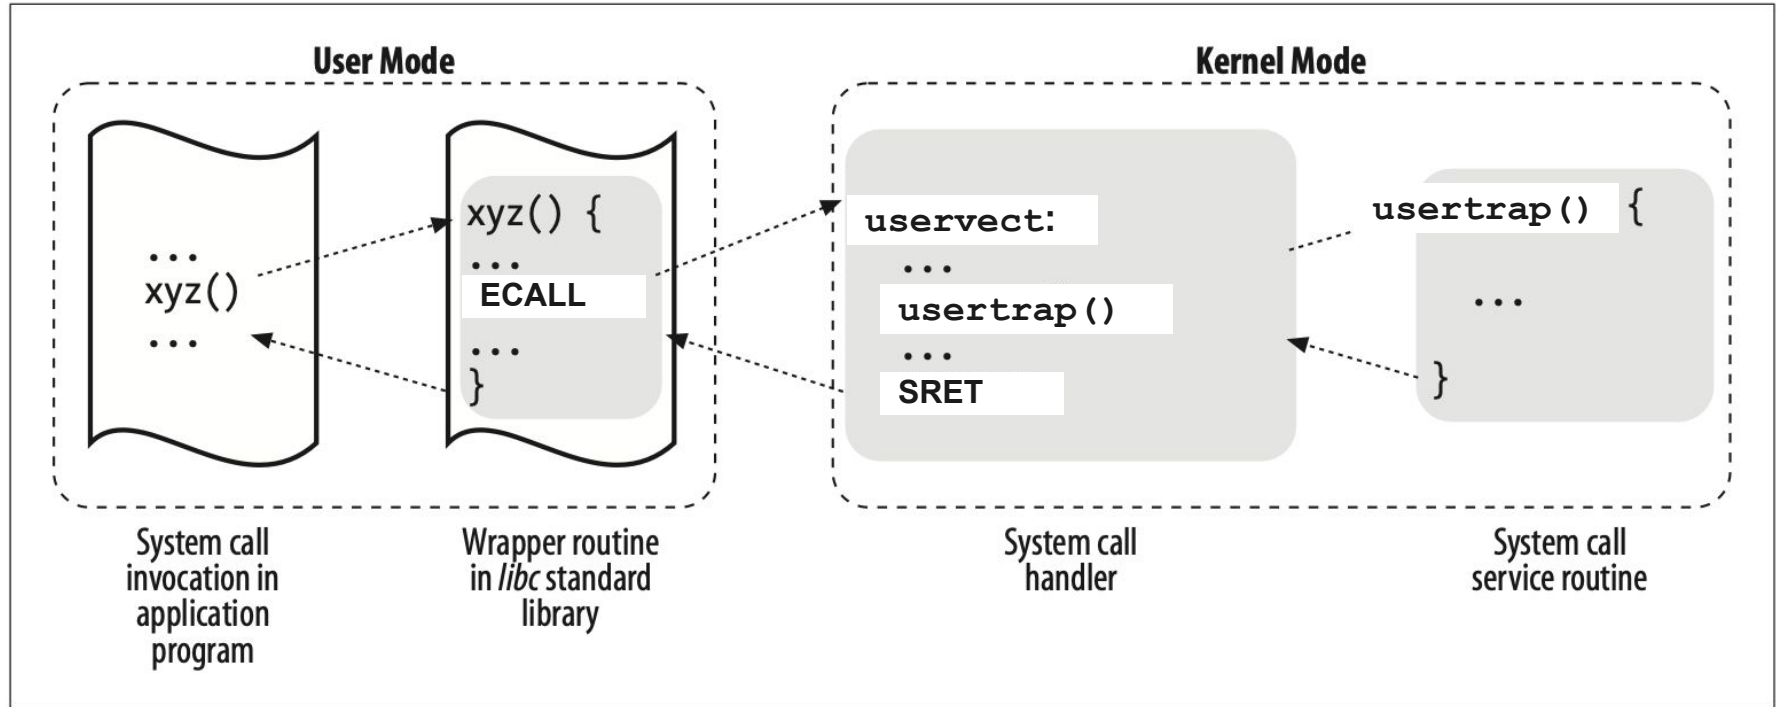 User Mode
Kernel Mode
...
xyz()
...
xyz() {
...
ECALL
...
}
uservect:
...
usertrap()
...
SRET
usertrap() {
...
}
System call
invocation in
application
program
Wrapper routine
in libc standard
library
System call
handler
System call
service routine